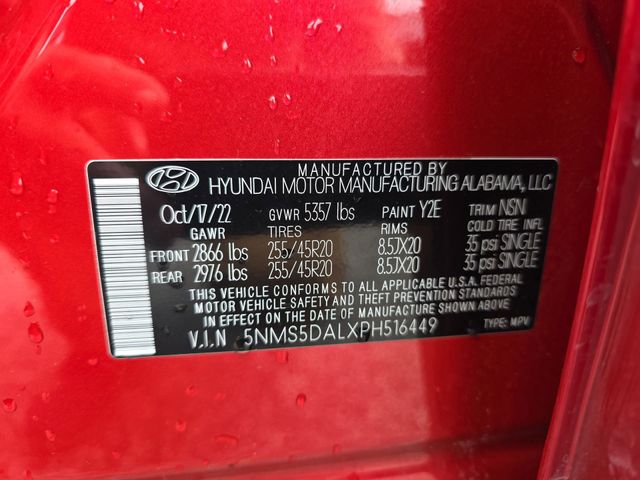 MANUFACTURED BY
HYUNDAI MOTOR MANUFACTURING ALABAMA, LLC
Oct/17/22 GVWR 5357 lbs PAINT Y2E TRIM NSN
GAWR TIRES RIMS COLD TIRE INFL
FRONT 2866 lbs 255/45R20 8.5JX20 35 psi SINGLE
REAR 2976 lbs 255/45R20 8.5JX20 35 psi SINGLE
THIS VEHICLE CONFORMS TO ALL APPLICABLE U.S.A. FEDERAL
MOTOR VEHICLE SAFETY AND THEFT PREVENTION STANDARDS
IN EFFECT ON THE DATE OF MANUFACTURE SHOWN ABOVE.
V.I.N 5NMS5DALXPH516449 TYPE: MPV